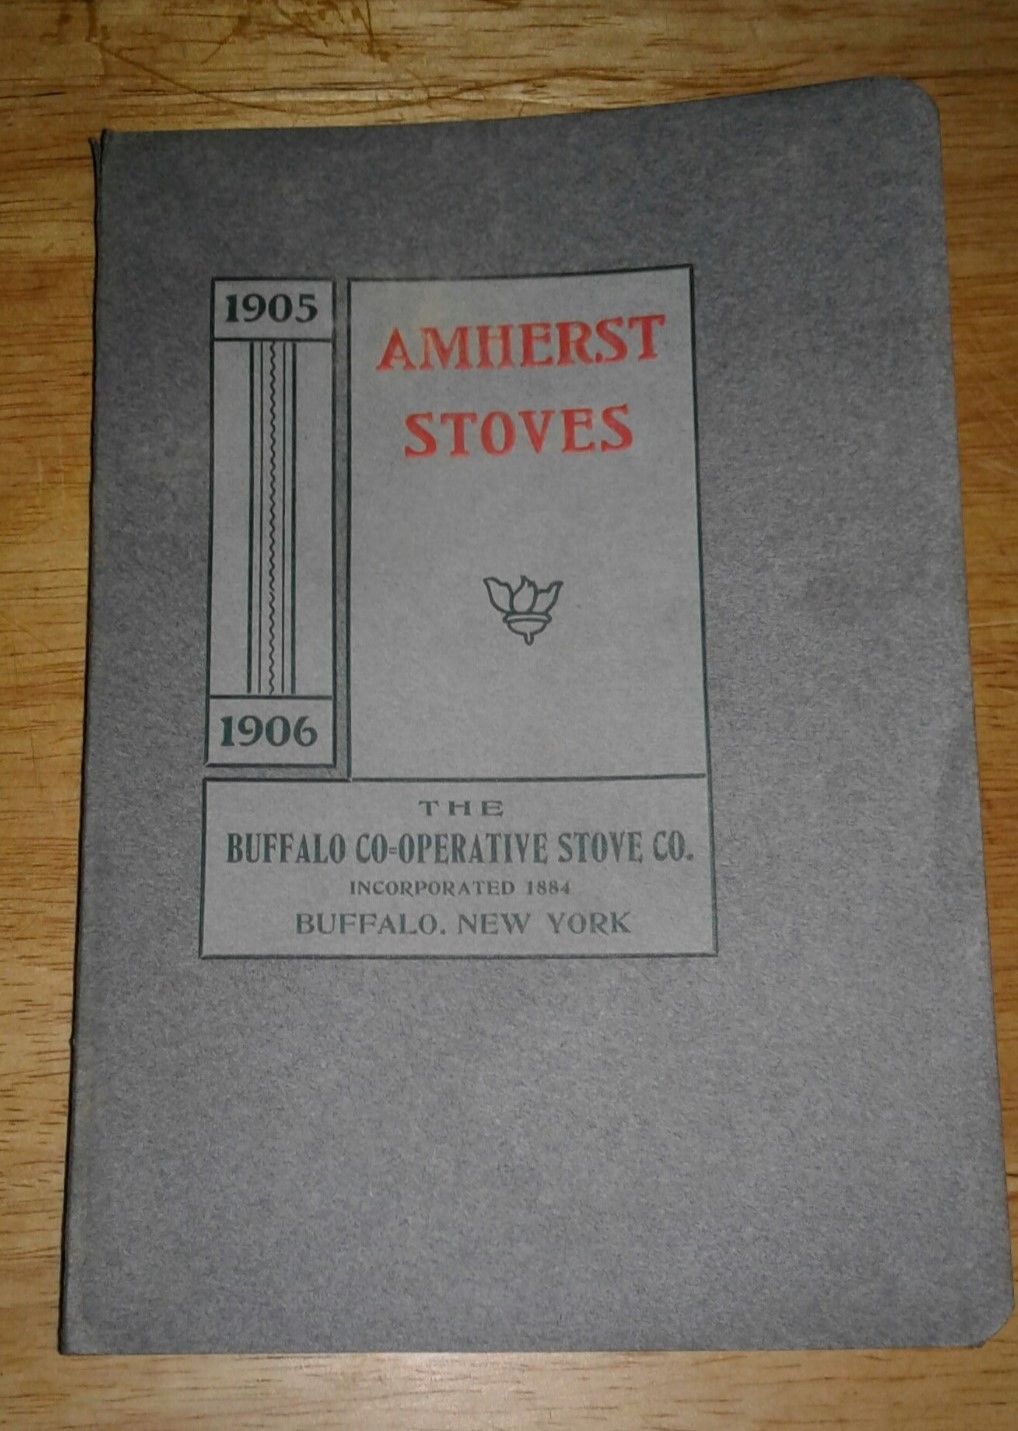 1905
AMHERST
STOVES
1906
THE
BUFFALO CO-OPERATIVE STOVE CO.
INCORPORATED 1884
BUFFALO. NEW YORK